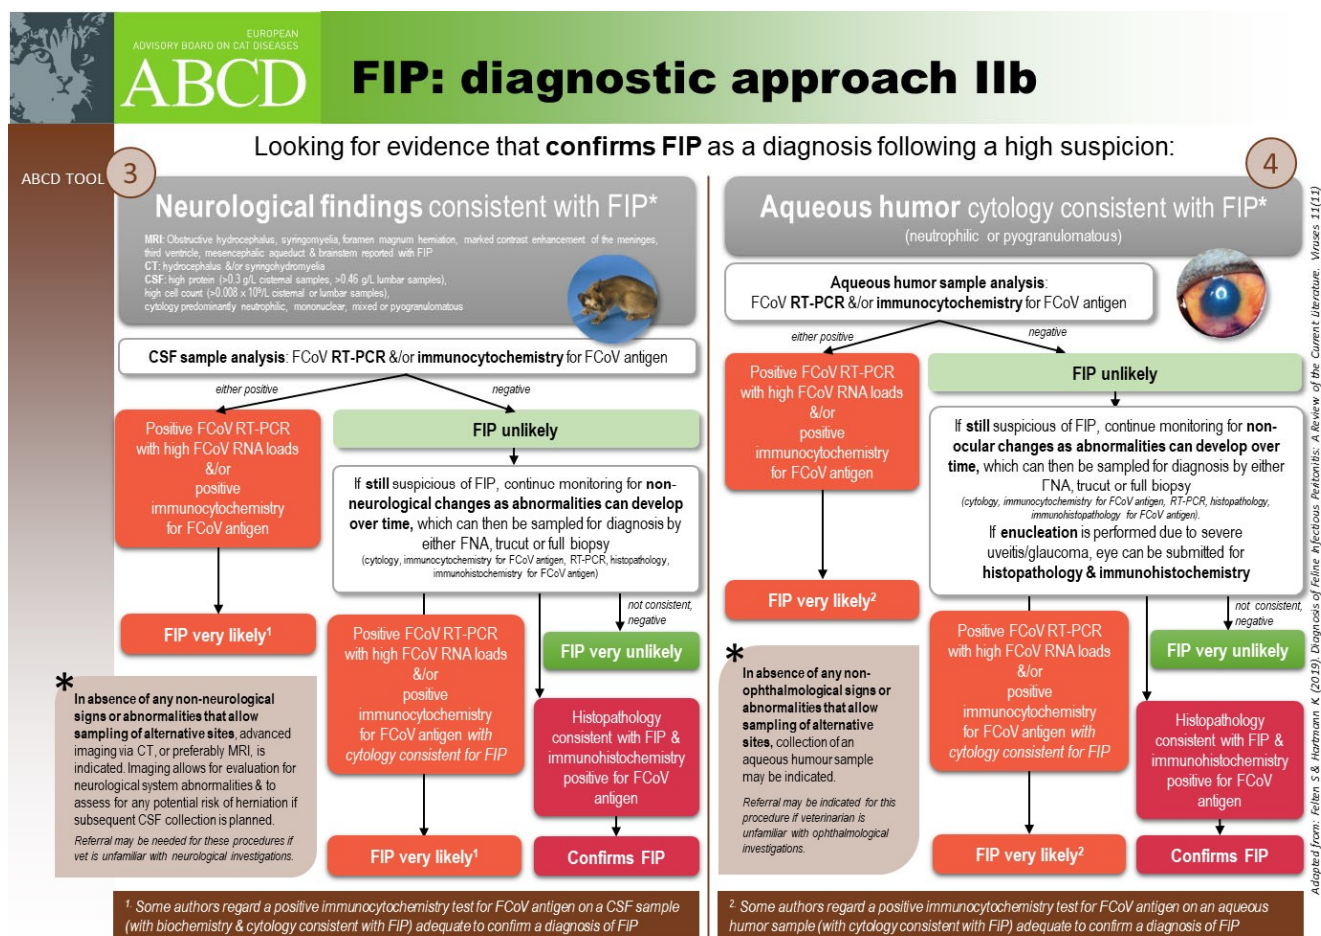 EUROPEAN
ADVISORY BOARD ON CAT DISEASES
ABCD
FIP: diagnostic approach IIb
Looking for evidence that confirms FIP as a diagnosis following a high suspicion:
ABCD TOOL
3
Neurological findings consistent with FIP*
MRI: Obstructive hydrocephalus, syringomyelia, foramen magnum herniation, marked contrast enhancement of the meninges,
third ventricle, mesencephalic aqueduct & brainstem reported with FIP
CT: hydrocephalus &/or syringohydromyelia
CSF: high protein (>0.3 g/L cisternal samples, >0.46 g/L lumbar samples),
high cell count (>0.008 x 10⁹/L cisternal or lumbar samples),
cytology predominantly neutrophilic, mononuclear, mixed or pyogranulomatous
CSF sample analysis: FCoV RT-PCR &/or immunocytochemistry for FCoV antigen
either positive
negative
Positive FCoV RT-PCR
with high FCoV RNA loads
&/or
positive
immunocytochemistry
for FCoV antigen
FIP very likely¹
FIP unlikely
If still suspicious of FIP, continue monitoring for non-
neurological changes as abnormalities can develop
over time, which can then be sampled for diagnosis by
either FNA, trucut or full biopsy
(cytology, immunocytochemistry for FCoV antigen, RT-PCR, histopathology,
immunohistochemistry for FCoV antigen)
not consistent,
negative
Positive FCoV RT-PCR
with high FCoV RNA loads
&/or
positive
immunocytochemistry
for FCoV antigen with
cytology consistent for FIP
FIP very likely¹
FIP very unlikely
Histopathology
consistent with FIP &
immunohistochemistry
positive for FCoV
antigen
Confirms FIP
*
In absence of any non-neurological
signs or abnormalities that allow
sampling of alternative sites, advanced
imaging via CT, or preferably MRI, is
indicated. Imaging allows for evaluation for
neurological system abnormalities & to
assess for any potential risk of herniation if
subsequent CSF collection is planned.
Referral may be needed for these procedures if
vet is unfamiliar with neurological investigations.
¹. Some authors regard a positive immunocytochemistry test for FCoV antigen on a CSF sample
(with biochemistry & cytology consistent with FIP) adequate to confirm a diagnosis of FIP
4
Aqueous humor cytology consistent with FIP*
(neutrophilic or pyogranulomatous)
Aqueous humor sample analysis:
FCoV RT-PCR &/or immunocytochemistry for FCoV antigen
either positive
negative
Positive FCoV RT-PCR
with high FCoV RNA loads
&/or
positive
immunocytochemistry
for FCoV antigen
FIP very likely²
FIP unlikely
If still suspicious of FIP, continue monitoring for non-
ocular changes as abnormalities can develop over
time, which can then be sampled for diagnosis by either
FNA, trucut or full biopsy
(cytology, immunocytochemistry for FCoV antigen, RT-PCR, histopathology,
immunohistopathology for FCoV antigen).
If enucleation is performed due to severe
uveitis/glaucoma, eye can be submitted for
histopathology & immunohistochemistry
not consistent,
negative
Positive FCoV RT-PCR
with high FCoV RNA loads
&/or
positive
immunocytochemistry
for FCoV antigen with
cytology consistent for FIP
FIP very likely²
FIP very unlikely
Histopathology
consistent with FIP &
immunohistochemistry
positive for FCoV
antigen
Confirms FIP
*
In absence of any non-
ophthalmological signs or
abnormalities that allow
sampling of alternative
sites, collection of an
aqueous humour sample
may be indicated.
Referral may be indicated for this
procedure if veterinarian is
unfamiliar with ophthalmological
investigations.
². Some authors regard a positive immunocytochemistry test for FCoV antigen on an aqueous
humor sample (with cytology consistent with FIP) adequate to confirm a diagnosis of FIP
Adapted from: Felten S & Hartmann K (2019). Diagnosis of Feline Infectious Peritonitis: A Review of the Current Literature. Viruses 11(11)